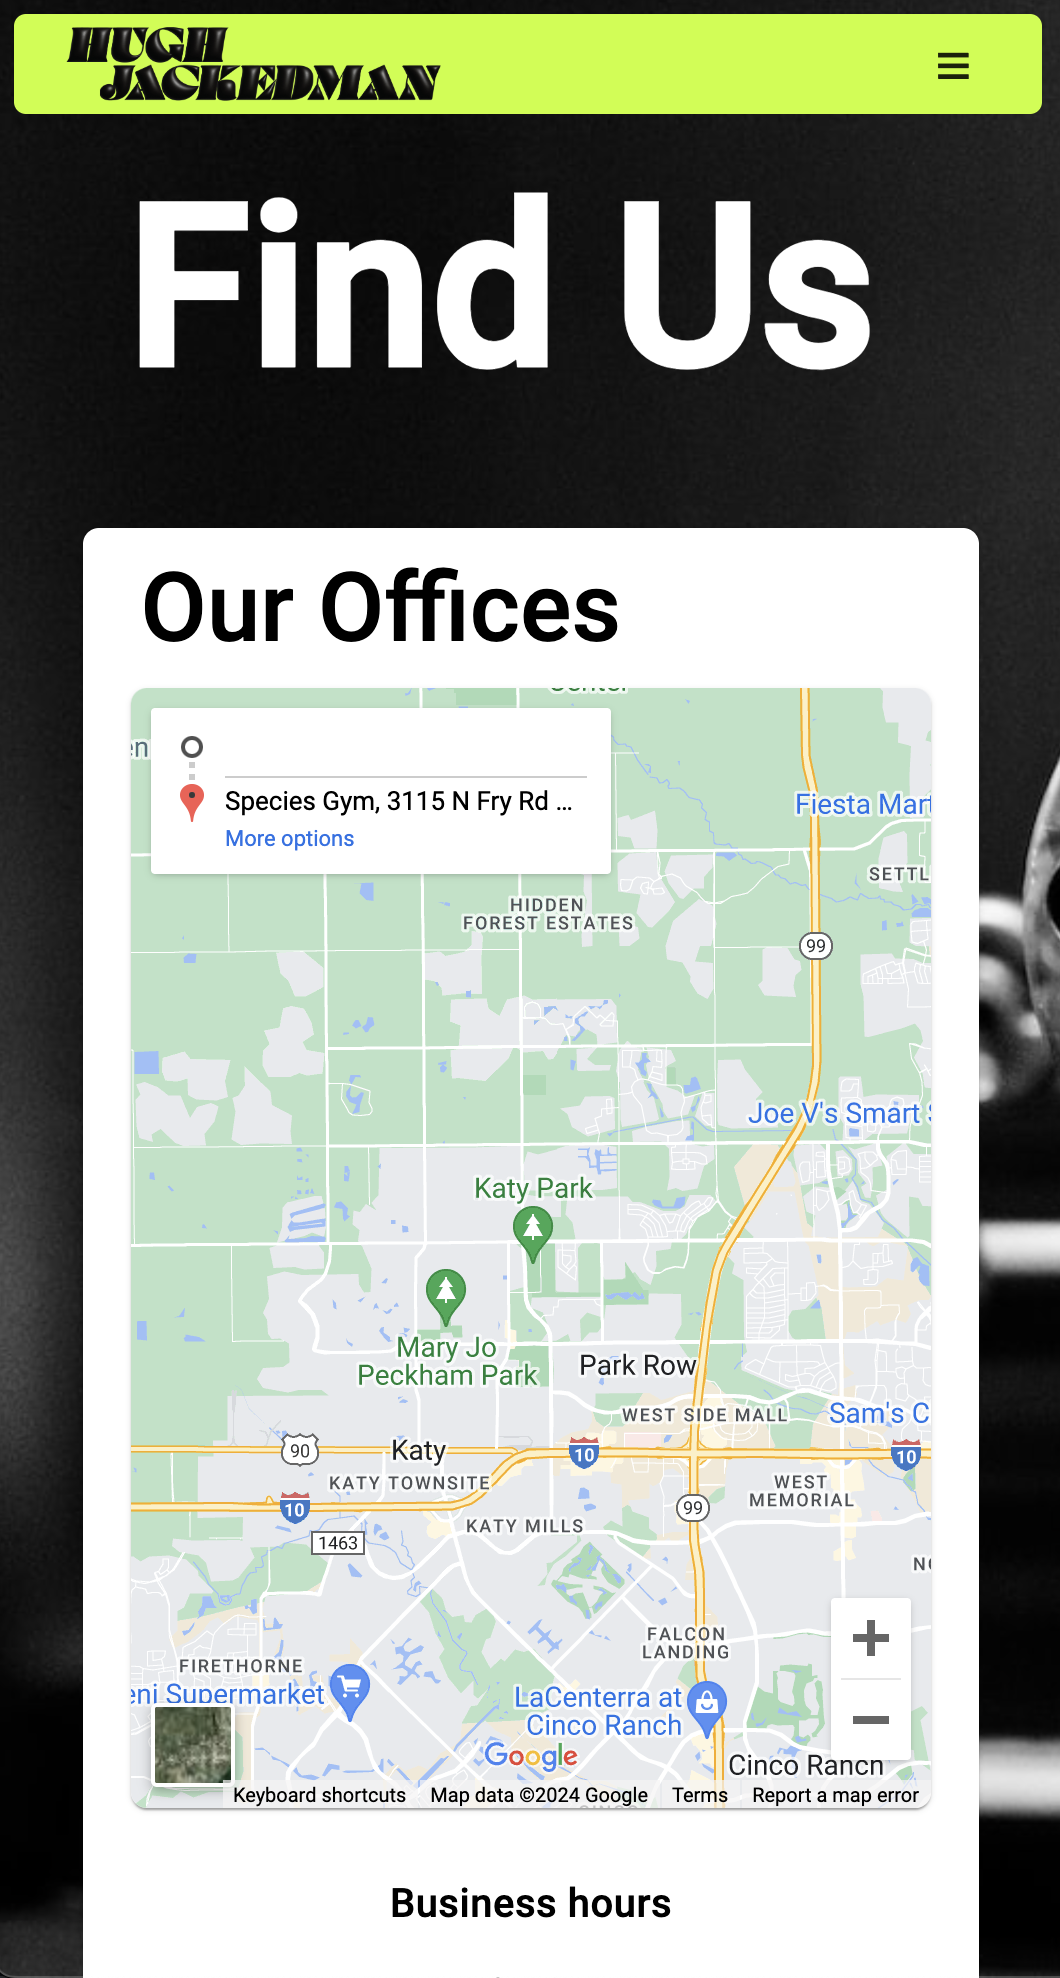 HUGH
JACKEDMAN
Find Us
Our Offices
Species Gym, 3115 N Fry Rd ...
More options
Fiesta Mart
SETTL
HIDDEN
FOREST ESTATES
99
Joe V's Smart
Katy Park
Mary Jo
Peckham Park
Park Row
WEST SIDE MALL
Sam's C
90
Katy
10
10
KATY TOWNSITE
WEST
MEMORIAL
10
99
KATY MILLS
1463
FALCON
LANDING
FIRETHORNE
eni Supermarket
LaCenterra at
Cinco Ranch
Google
Cinco Ranch
Keyboard shortcuts
Map data ©2024 Google
Terms
Report a map error
Business hours